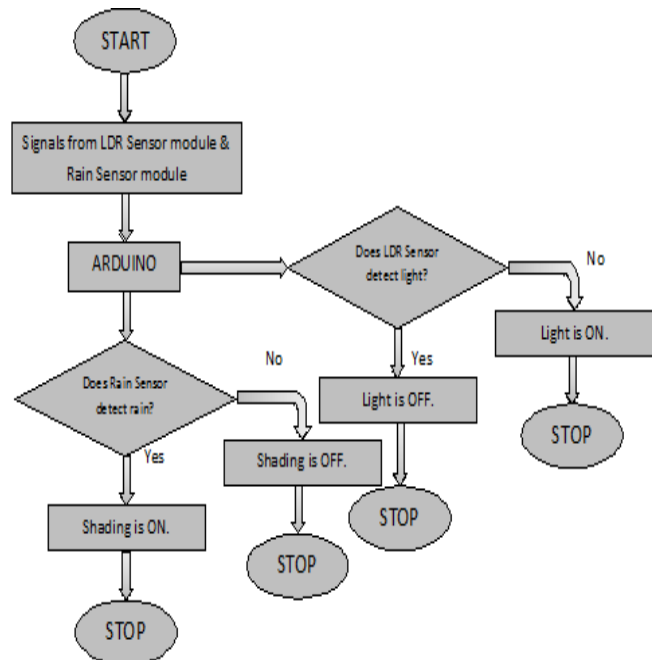 START
Signals from LDR Sensor module &
Rain Sensor module
ARDUINO
Does LDR Sensor
detect light?
No
Light is ON.
STOP
Yes
Light is OFF.
STOP
Does Rain Sensor
detect rain?
No
Shading is OFF.
STOP
Yes
Shading is ON.
STOP